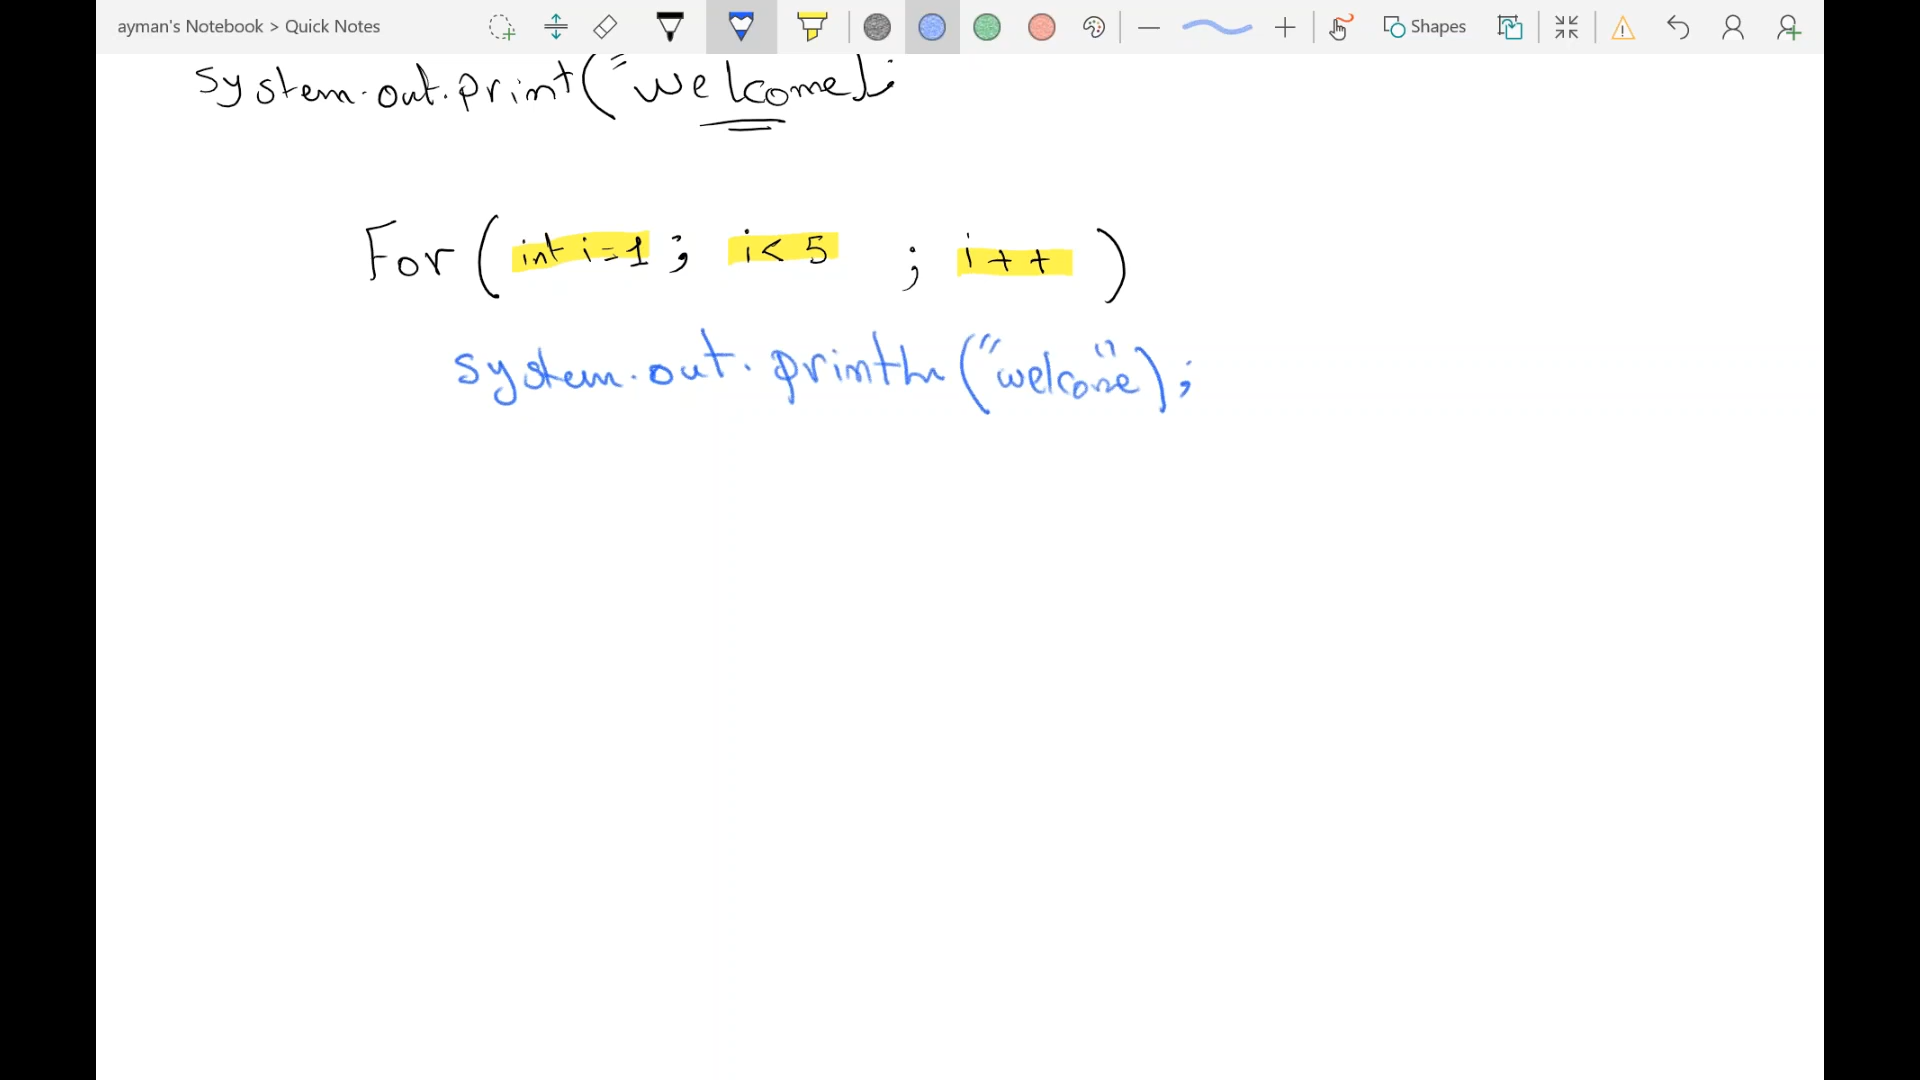 ayman's Notebook > Quick Notes
Shapes
system.out.print("welcome);
For (int i=1; i< 5 ; i++)
system.out.println("welcome");